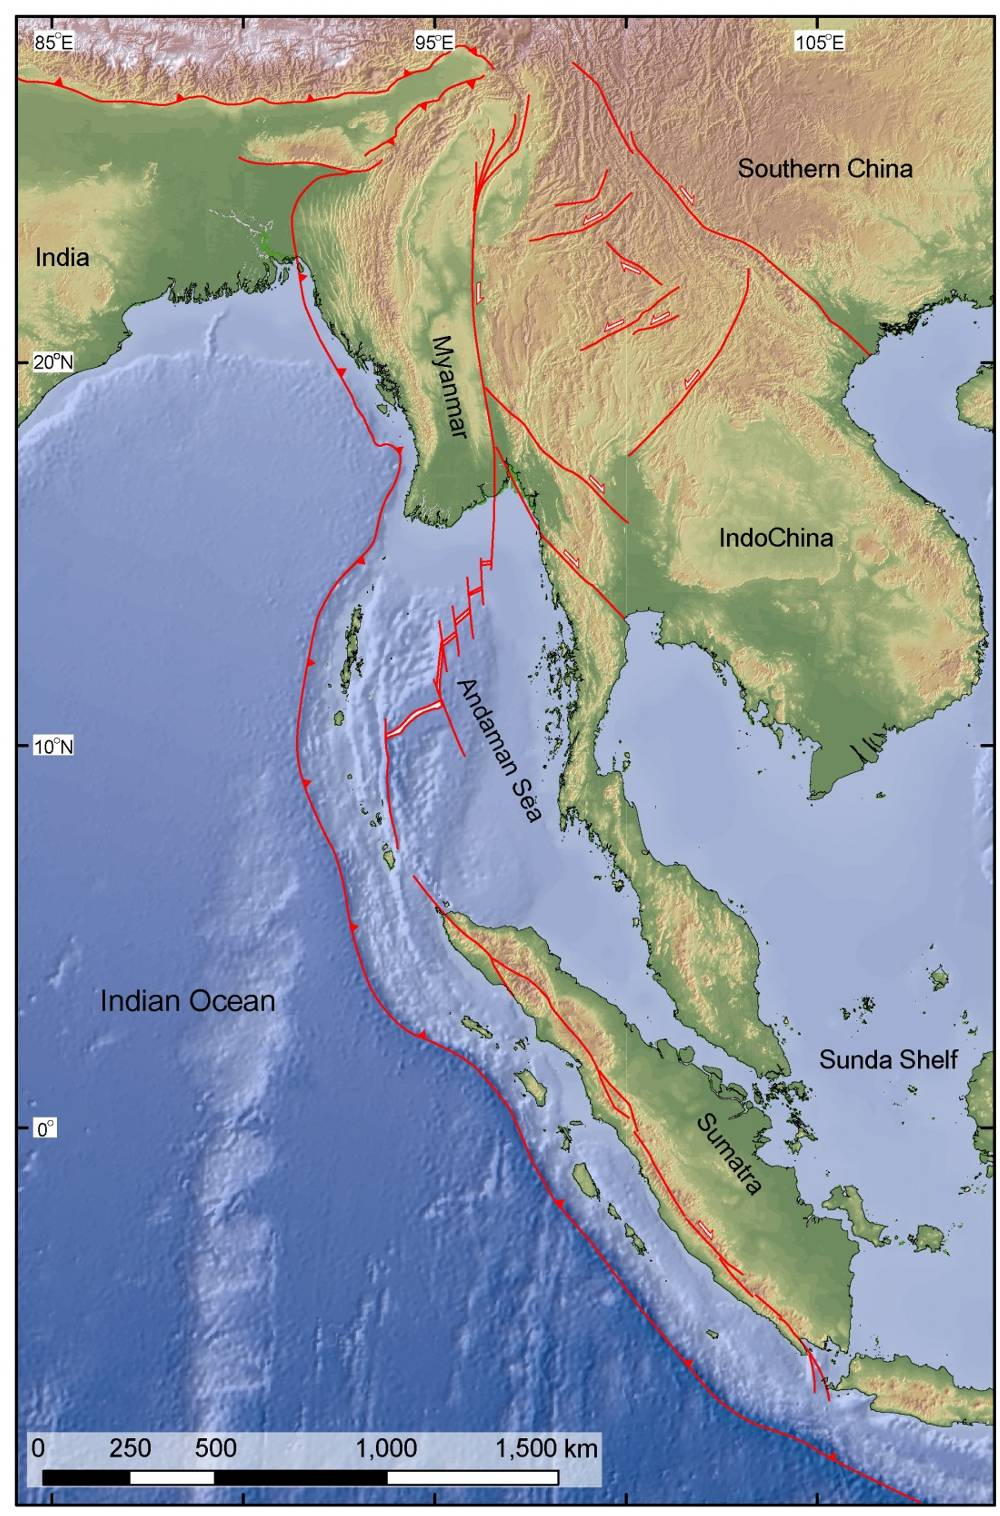 85°E
95°E
105°E
Southern China
India
20°N
Myanmar
IndoChina
Andaman Sea
10°N
Indian Ocean
Sunda Shelf
0°
Sumatra
0 250 500 1,000 1,500 km